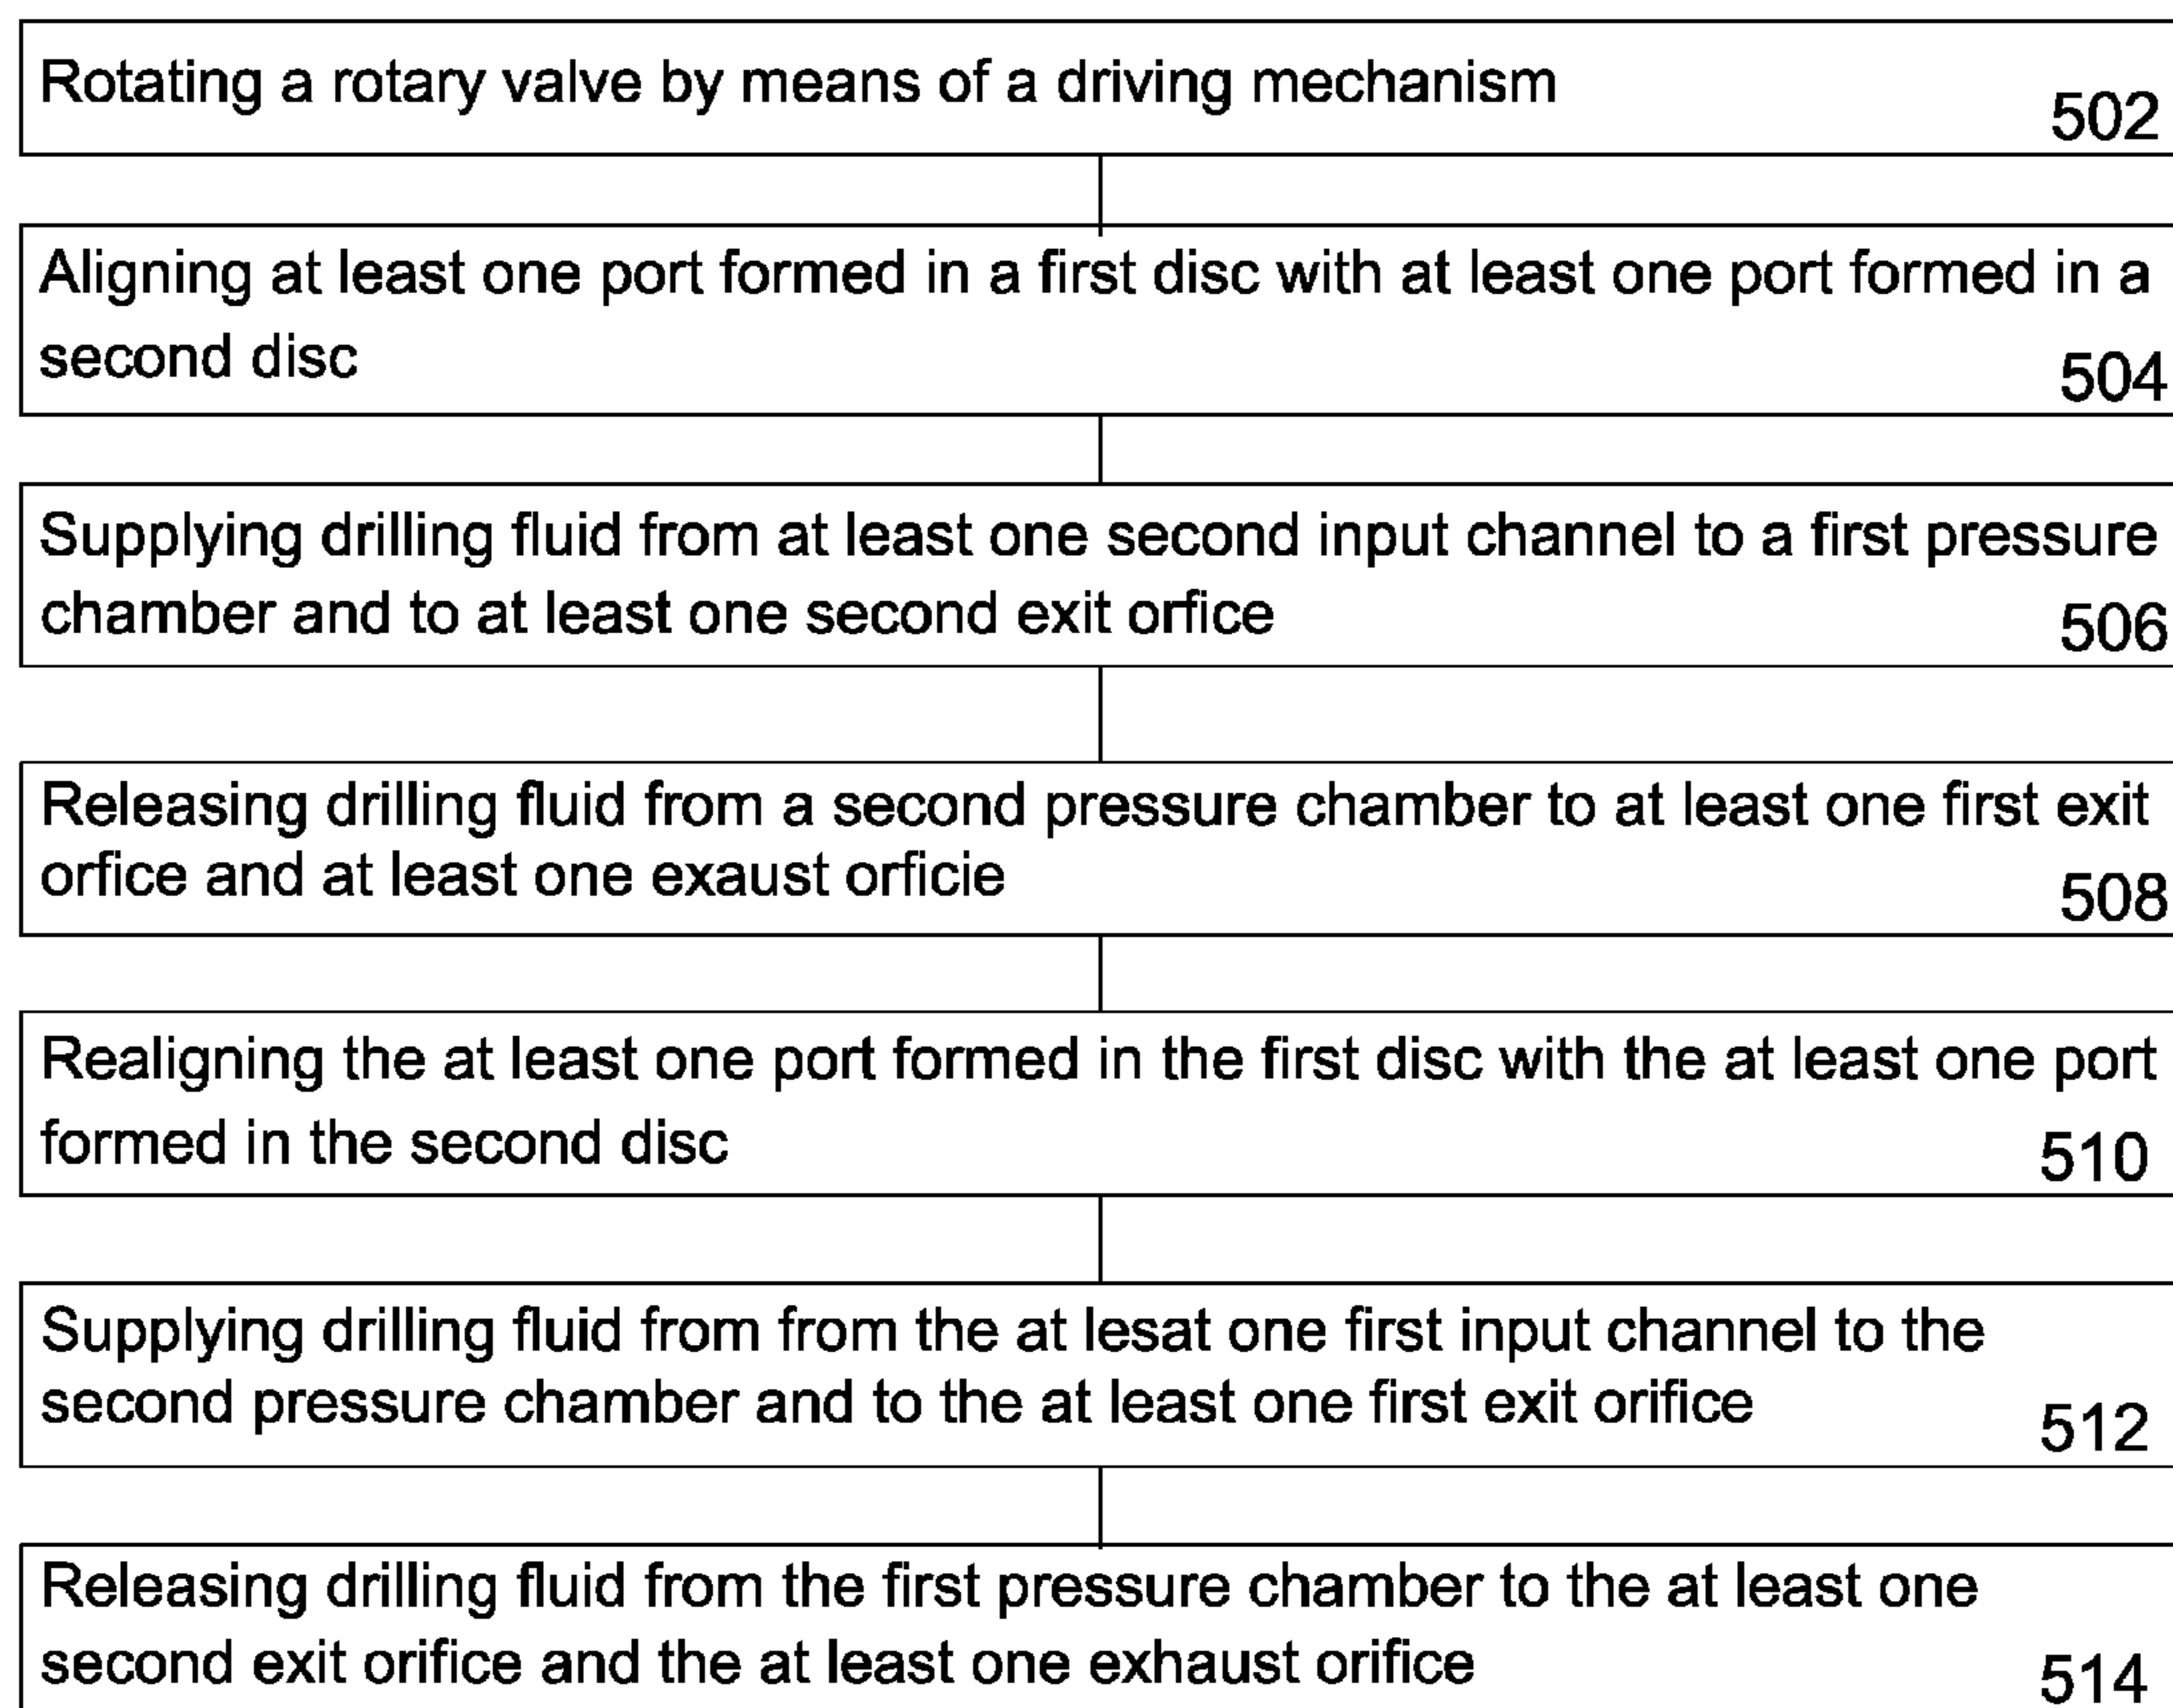 Rotating a rotary valve by means of a driving mechanism
502
Aligning at least one port formed in a first disc with at least one port formed in a
second disc
504
Supplying drilling fluid from at least one second input channel to a first pressure
chamber and to at least one second exit orfice
506
Releasing drilling fluid from a second pressure chamber to at least one first exit
orfice and at least one exaust orficie
508
Realigning the at least one port formed in the first disc with the at least one port
formed in the second disc
510
Supplying drilling fluid from from the at lesat one first input channel to the
second pressure chamber and to the at least one first exit orifice
512
Releasing drilling fluid from the first pressure chamber to the at least one
second exit orifice and the at least one exhaust orifice
514